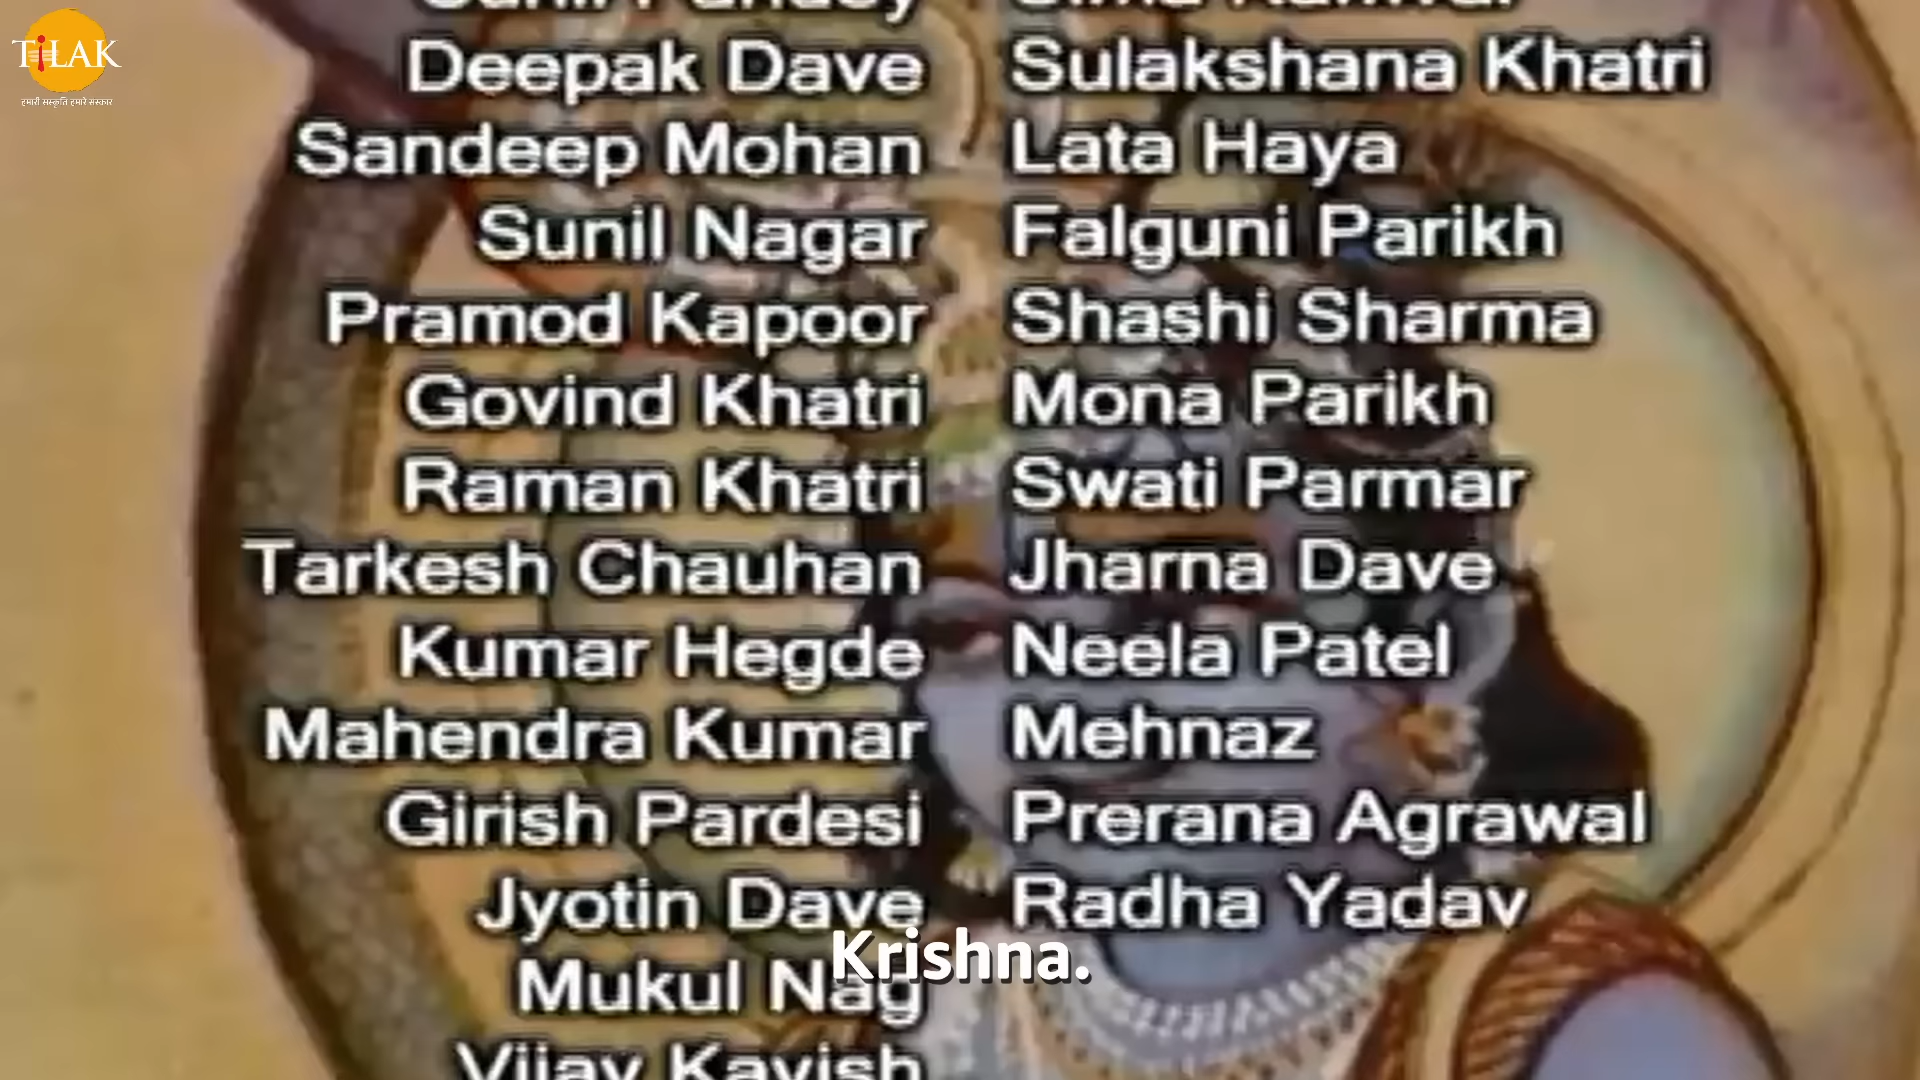 TiLAK
हमारी संस्कृति हमारे संस्कार
Deepak Dave Sulakshana Khatri
Sandeep Mohan Lata Haya
Sunil Nagar Falguni Parikh
Pramod Kapoor Shashi Sharma
Govind Khatri Mona Parikh
Raman Khatri Swati Parmar
Tarkesh Chauhan Jharna Dave
Kumar Hegde Neela Patel
Mahendra Kumar Mehnaz
Girish Pardesi Prerana Agrawal
Jyotin Dave Radha Yadav
Krishna.
Mukul Nag
Vijay Kavish